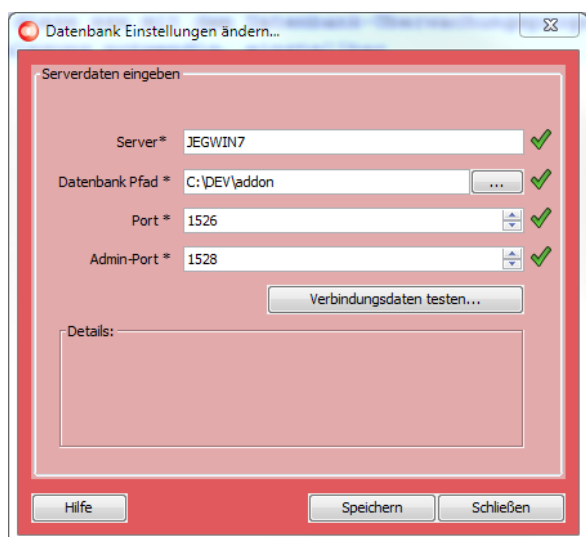 Datenbank Einstellungen ändern...
Serverdaten eingeben
Server* JEGWIN7
Datenbank Pfad * C:\DEV\addon ...
Port * 1526
Admin-Port * 1528
Verbindungsdaten testen...
Details:
Hilfe Speichern Schließen